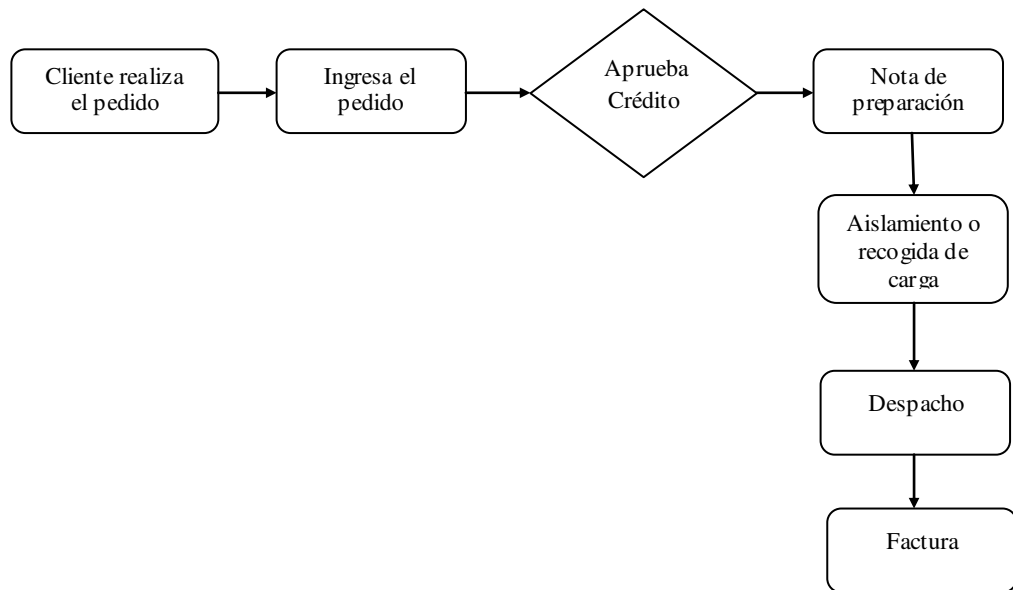 Cliente realiza
el pedido
Ingresa el
pedido
Aprueba
Crédito
Nota de
preparación
Aislamiento o
recogida de
carga
Despacho
Factura